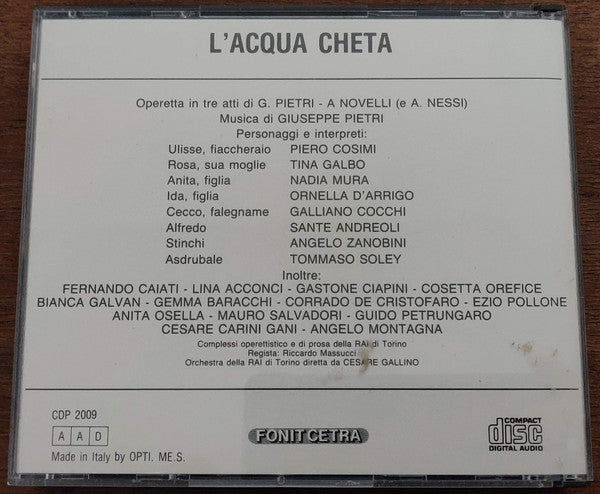 L'ACQUA CHETA
Operetta in tre atti di G. PIETRI - A NOVELLI (e A. NESSI)
Musica di GIUSEPPE PIETRI
Personaggi e interpreti:
Ulisse, fiaccheraio PIERO COSIMI
Rosa, sua moglie TINA GALBO
Anita, figlia NADIA MURA
Ida, figlia ORNELLA D'ARRIGO
Cecco, falegname GALLIANO COCCHI
Alfredo SANTE ANDREOLI
Stinchi ANGELO ZANOBINI
Asdrubale TOMMASO SOLEY
Inoltre:
FERNANDO CAIATI - LINA ACCONCI - GASTONE CIAPINI - COSETTA OREFICE
BIANCA GALVAN - GEMMA BARACCHI - CORRADO DE CRISTOFARO - EZIO POLLONE
ANITA OSELLA - MAURO SALVADORI - GUIDO PETRUNGARO
CESARE CARINI GANI - ANGELO MONTAGNA
Complessi operettistico e di prosa della RAI di Torino
Regista: Riccardo Massucci
Orchestra della RAI di Torino diretta da CESARE GALLINO
CDP 2009
A A D
Made in Italy by OPTI. ME.S.
FONIT CETRA
COMPACT
disc
DIGITAL AUDIO